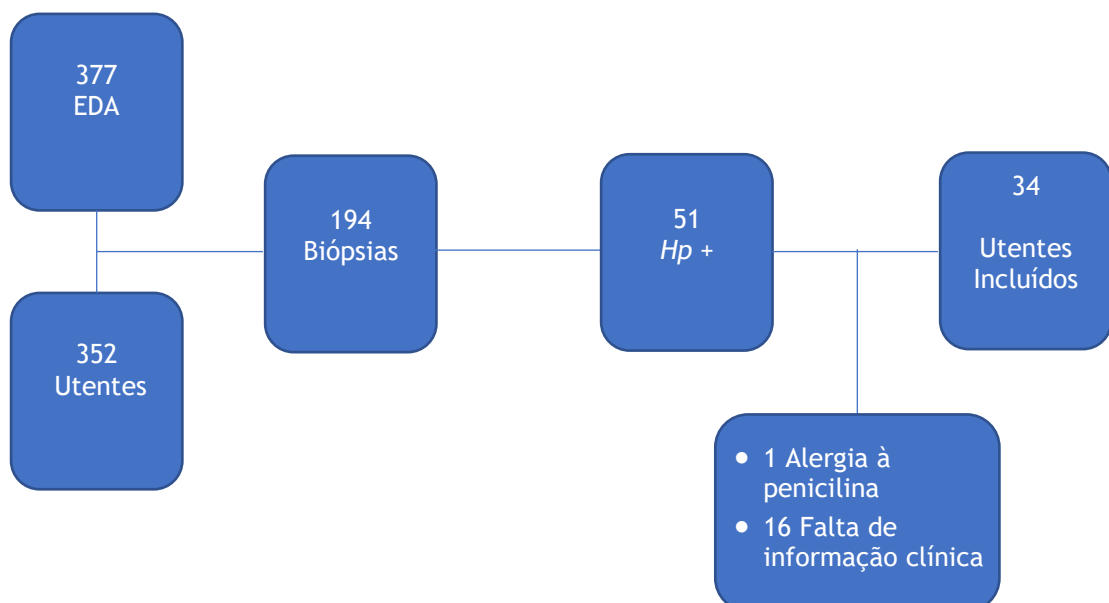 377
EDA
352
Utentes
194
Biópsias
51
Hp +
34
Utentes
Incluídos
• 1 Alergia à
penicilina
• 16 Falta de
informação clínica